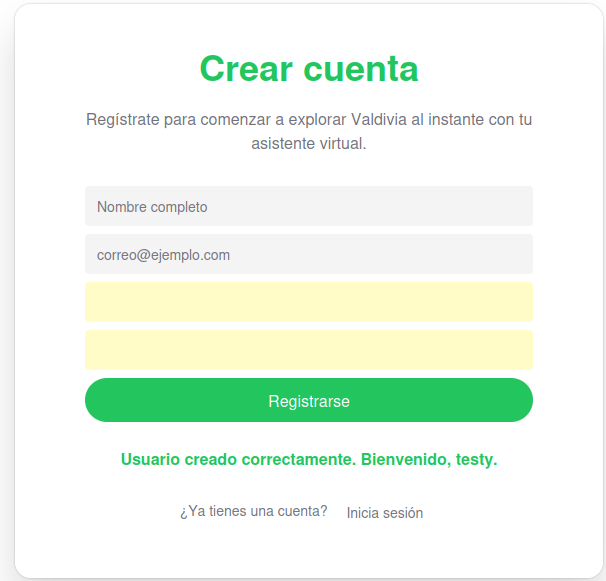 Crear cuenta
Regístrate para comenzar a explorar Valdivia al instante con tu
asistente virtual.
Nombre completo
correo@ejemplo.com
Registrarse
Usuario creado correctamente. Bienvenido, testy.
¿Ya tienes una cuenta? Inicia sesión